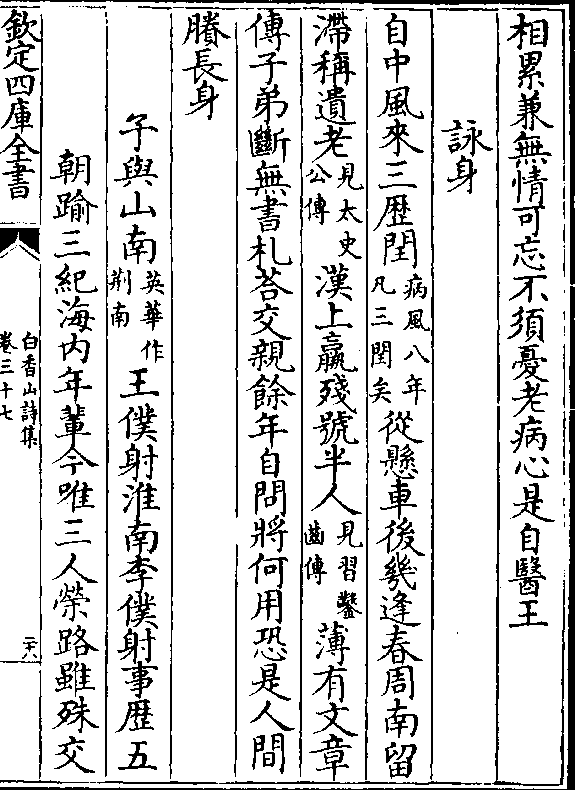 相累兼無情可忘不須憂老病心是自醫王
詠身
自中風來三歴閏病風八年凡三閏矣從懸車後幾逢春周南留
滯稱遺老見太史公傳漢上羸殘號半人見習鑿齒傳薄有文章
傳子弟斷無書札荅交親餘年自問將何用恐是人間
賸長身
予與山南英華作荆南王僕射淮南李僕射事歴五
朝踰三紀海内年輩今唯三人榮路雖殊交
欽定四庫全書
白香山詩集
卷三十七
二六